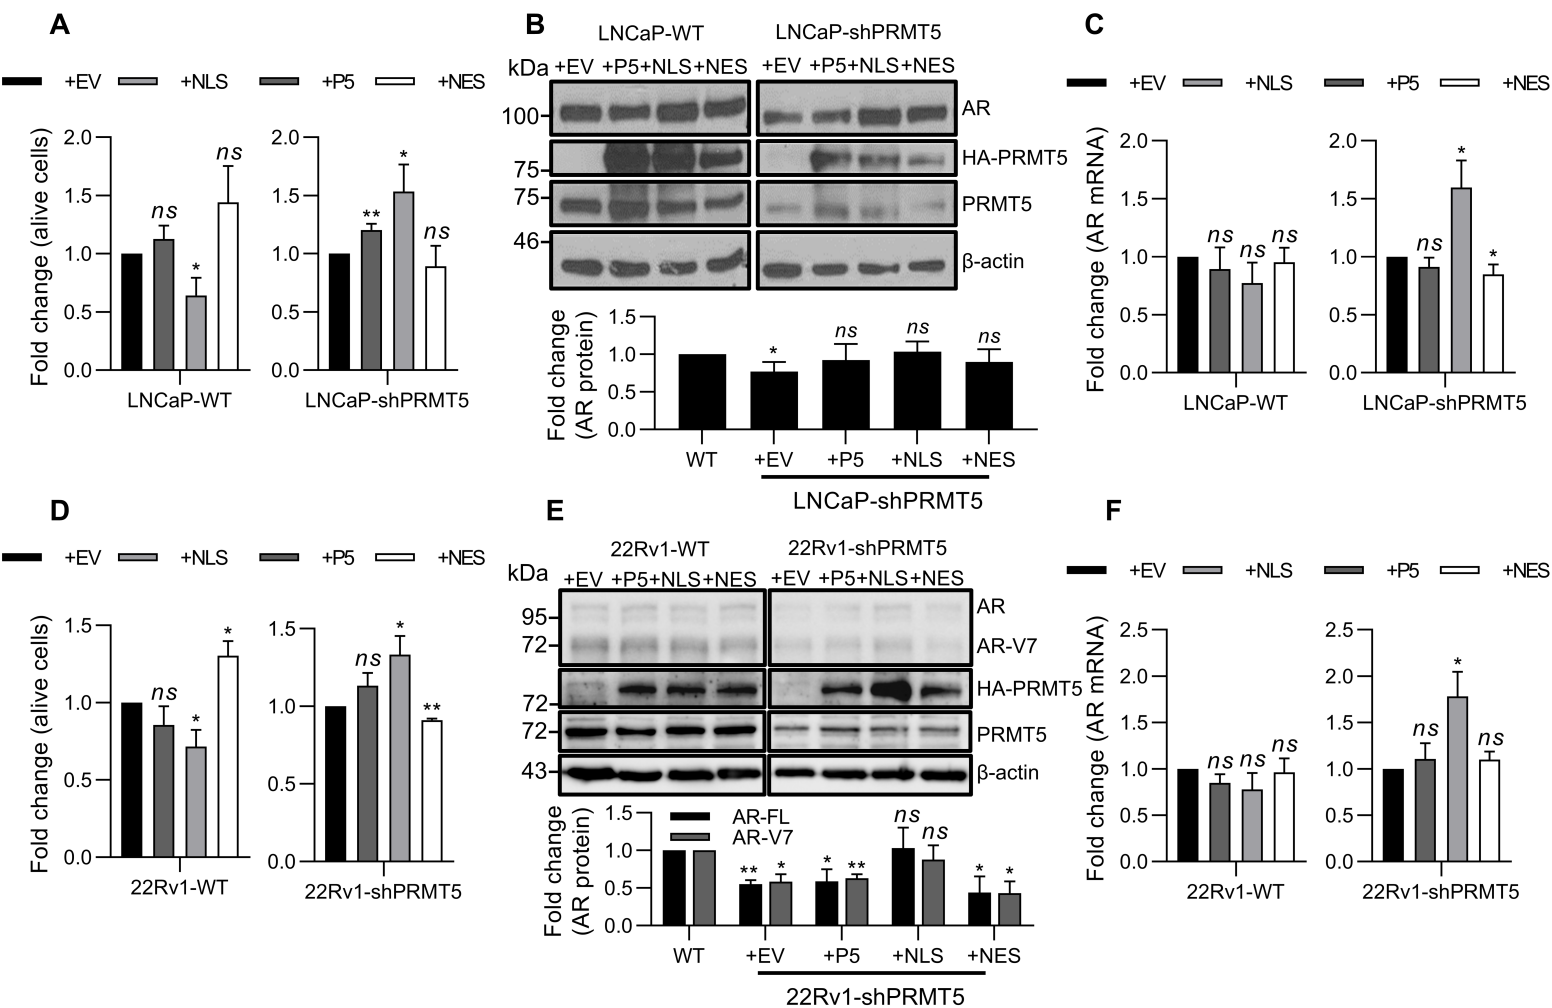 A
+EV +NLS +P5 +NES
Fold change (alive cells)
2.0
1.5
1.0
0.5
0.0
ns
*
ns
LNCaP-WT
2.0
1.5
1.0
0.5
0.0
**
*
ns
LNCaP-shPRMT5
B
LNCaP-WT LNCaP-shPRMT5
kDa +EV +P5+NLS+NES +EV +P5+NLS+NES
100 AR
75 HA-PRMT5
75 PRMT5
46 β-actin
Fold change
(AR protein)
1.5
1.0
0.5
0.0
* ns ns ns
WT +EV +P5 +NLS +NES
LNCaP-shPRMT5
C
+EV +NLS +P5 +NES
Fold change (AR mRNA)
2.0
1.5
1.0
0.5
0.0
ns ns ns
LNCaP-WT
2.0
1.5
1.0
0.5
0.0
ns
*
*
LNCaP-shPRMT5
D
+EV +NLS +P5 +NES
Fold change (alive cells)
1.5
1.0
0.5
0.0
ns
*
*
22Rv1-WT
1.5
1.0
0.5
0.0
ns
*
**
22Rv1-shPRMT5
E
22Rv1-WT 22Rv1-shPRMT5
kDa +EV +P5+NLS+NES +EV +P5+NLS+NES
AR
95
72 AR-V7
72 HA-PRMT5
72 PRMT5
43 β-actin
Fold change
(AR protein)
1.5
1.0
0.5
0.0
AR-FL
AR-V7
** * * ** ns ns * *
WT +EV +P5 +NLS +NES
22Rv1-shPRMT5
F
+EV +NLS +P5 +NES
Fold change (AR mRNA)
2.5
2.0
1.5
1.0
0.5
0.0
ns ns ns
22Rv1-WT
2.5
2.0
1.5
1.0
0.5
0.0
ns
*
ns
22Rv1-shPRMT5